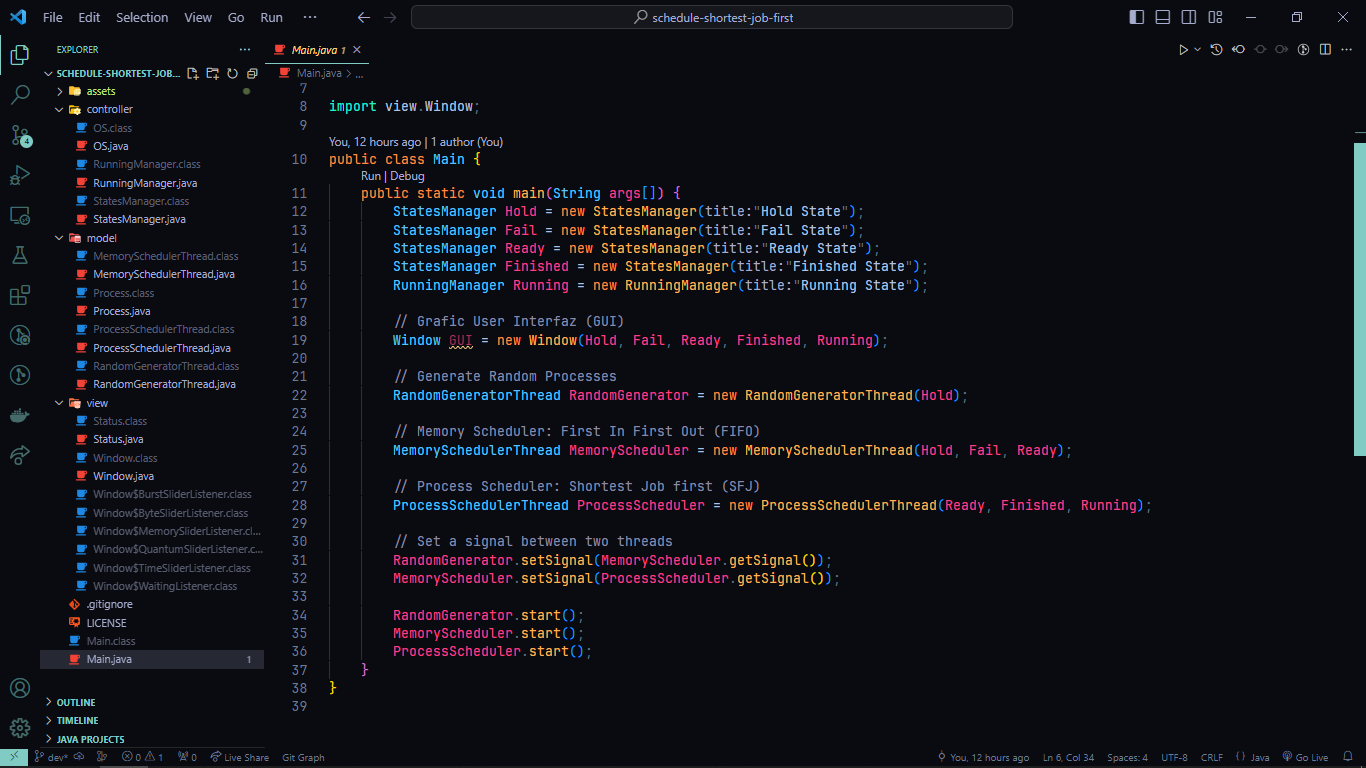 File Edit Selection View Go Run ···
schedule-shortest-job-first
EXPLORER
SCHEDULE-SHORTEST-JOB...
assets
controller
OS.class
OS.java
RunningManager.class
RunningManager.java
StatesManager.class
StatesManager.java
model
MemorySchedulerThread.class
MemorySchedulerThread.java
Process.class
Process.java
ProcessSchedulerThread.class
ProcessSchedulerThread.java
RandomGeneratorThread.class
RandomGeneratorThread.java
view
Status.class
Status.java
Window.class
Window.java
Window$BurstSliderListener.class
Window$ByteSliderListener.class
Window$MemorySliderListener.cl...
Window$QuantumSliderListener.c...
Window$TimeSliderListener.class
Window$WaitingListener.class
.gitignore
LICENSE
Main.class
Main.java 1
OUTLINE
TIMELINE
JAVA PROJECTS
4
Main.java 1
Main.java > ...
7
8 import view.Window;
9
You, 12 hours ago | 1 author (You)
10 public class Main {
Run | Debug
11 public static void main(String args[]) {
12 StatesManager Hold = new StatesManager(title:"Hold State");
13 StatesManager Fail = new StatesManager(title:"Fail State");
14 StatesManager Ready = new StatesManager(title:"Ready State");
15 StatesManager Finished = new StatesManager(title:"Finished State");
16 RunningManager Running = new RunningManager(title:"Running State");
17
18 // Grafic User Interfaz (GUI)
19 Window GUI = new Window(Hold, Fail, Ready, Finished, Running);
20
21 // Generate Random Processes
22 RandomGeneratorThread RandomGenerator = new RandomGeneratorThread(Hold);
23
24 // Memory Scheduler: First In First Out (FIFO)
25 MemorySchedulerThread MemoryScheduler = new MemorySchedulerThread(Hold, Fail, Ready);
26
27 // Process Scheduler: Shortest Job first (SFJ)
28 ProcessSchedulerThread ProcessScheduler = new ProcessSchedulerThread(Ready, Finished, Running);
29
30 // Set a signal between two threads
31 RandomGenerator.setSignal(MemoryScheduler.getSignal());
32 MemoryScheduler.setSignal(ProcessScheduler.getSignal());
33
34 RandomGenerator.start();
35 MemoryScheduler.start();
36 ProcessScheduler.start();
37 }
38 }
39
dev* 0 1 0 Live Share Git Graph
You, 12 hours ago Ln 6, Col 34 Spaces: 4 UTF-8 CRLF {} Java Go Live